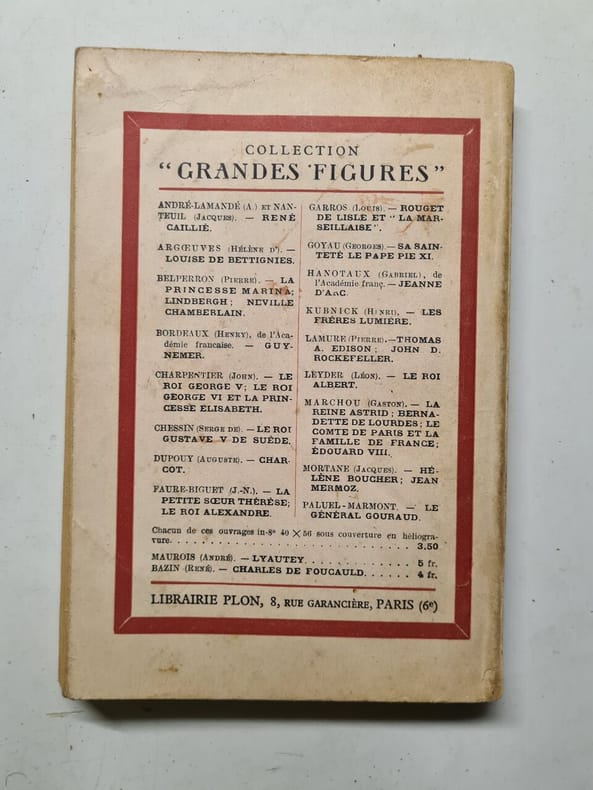 COLLECTION
"GRANDES FIGURES"
ANDRÉ-LAMANDÉ (A.) ET NAN-
TEUIL (JACQUES). — RENÉ
CAILLIÉ.
ARGŒUVES (HÉLÈNE D'). —
LOUISE DE BETTIGNIES.
BELPERRON (PIERRE). — LA
PRINCESSE MARINA;
LINDBERGH; NEVILLE
CHAMBERLAIN.
BORDEAUX (HENRY), de l'Aca-
démie francaise. — GUY-
NEMER.
CHARPENTIER (JOHN). — LE
ROI GEORGE V; LE ROI
GEORGE VI ET LA PRIN-
CESSE ELISABETH.
CHESSIN (SERGE DE). — LE ROI
GUSTAVE V DE SUÈDE.
DUPOUY (AUGUSTE). — CHAR-
COT.
FAURE-BIGUET (J.-N.). — LA
PETITE SŒUR THÉRÈSE;
LE ROI ALEXANDRE.
GARROS (LOUIS). — ROUGET
DE LISLE ET "LA MAR-
SEILLAISE".
GOYAU (GEORGES). — SA SAIN-
TETÉ LE PAPE PIE XI.
HANOTAUX (GABRIEL), de
l'Académie franç. — JEANNE
D'ARC.
KUBNICK (HENRI). — LES
FRÈRES LUMIÈRE.
LAMURE (PIERRE). — THOMAS
A. EDISON; JOHN D.
ROCKEFELLER.
LEYDER (LÉON). — LE ROI
ALBERT.
MARCHOU (GASTON). — LA
REINE ASTRID; BERNA-
DETTE DE LOURDES; LE
COMTE DE PARIS ET LA
FAMILLE DE FRANCE;
ÉDOUARD VIII.
MORTANE (JACQUES). — HÉ-
LÈNE BOUCHER; JEAN
MERMOZ.
PALUEL-MARMONT. — LE
GÉNÉRAL GOURAUD.
Chacun de ces ouvrages in-8º 40 × 56 sous couverture en héliogra-
vure. . . . . . . . . . . . . . . . . . . . . . . . . . . . . . 3.50
MAUROIS (ANDRÉ). — LYAUTEY. . . . . . . . . . . . 5 fr.
BAZIN (RENÉ). — CHARLES DE FOUCAULD. . . . . . 4 fr.
LIBRAIRIE PLON, 8, RUE GARANCIÈRE, PARIS (6e)